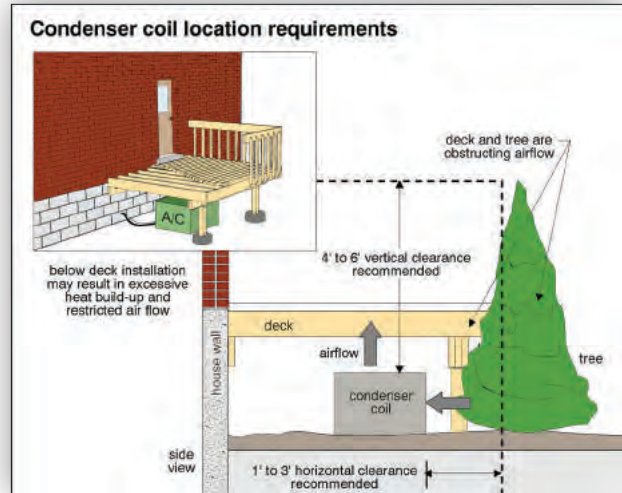 Condenser coil location requirements
A/C
below deck installation
may result in excessive
heat build-up and
restricted air flow
deck and tree are
obstructing airflow
4' to 6' vertical clearance
recommended
deck
airflow
house wall
condenser
coil
tree
side
view
1' to 3' horizontal clearance
recommended